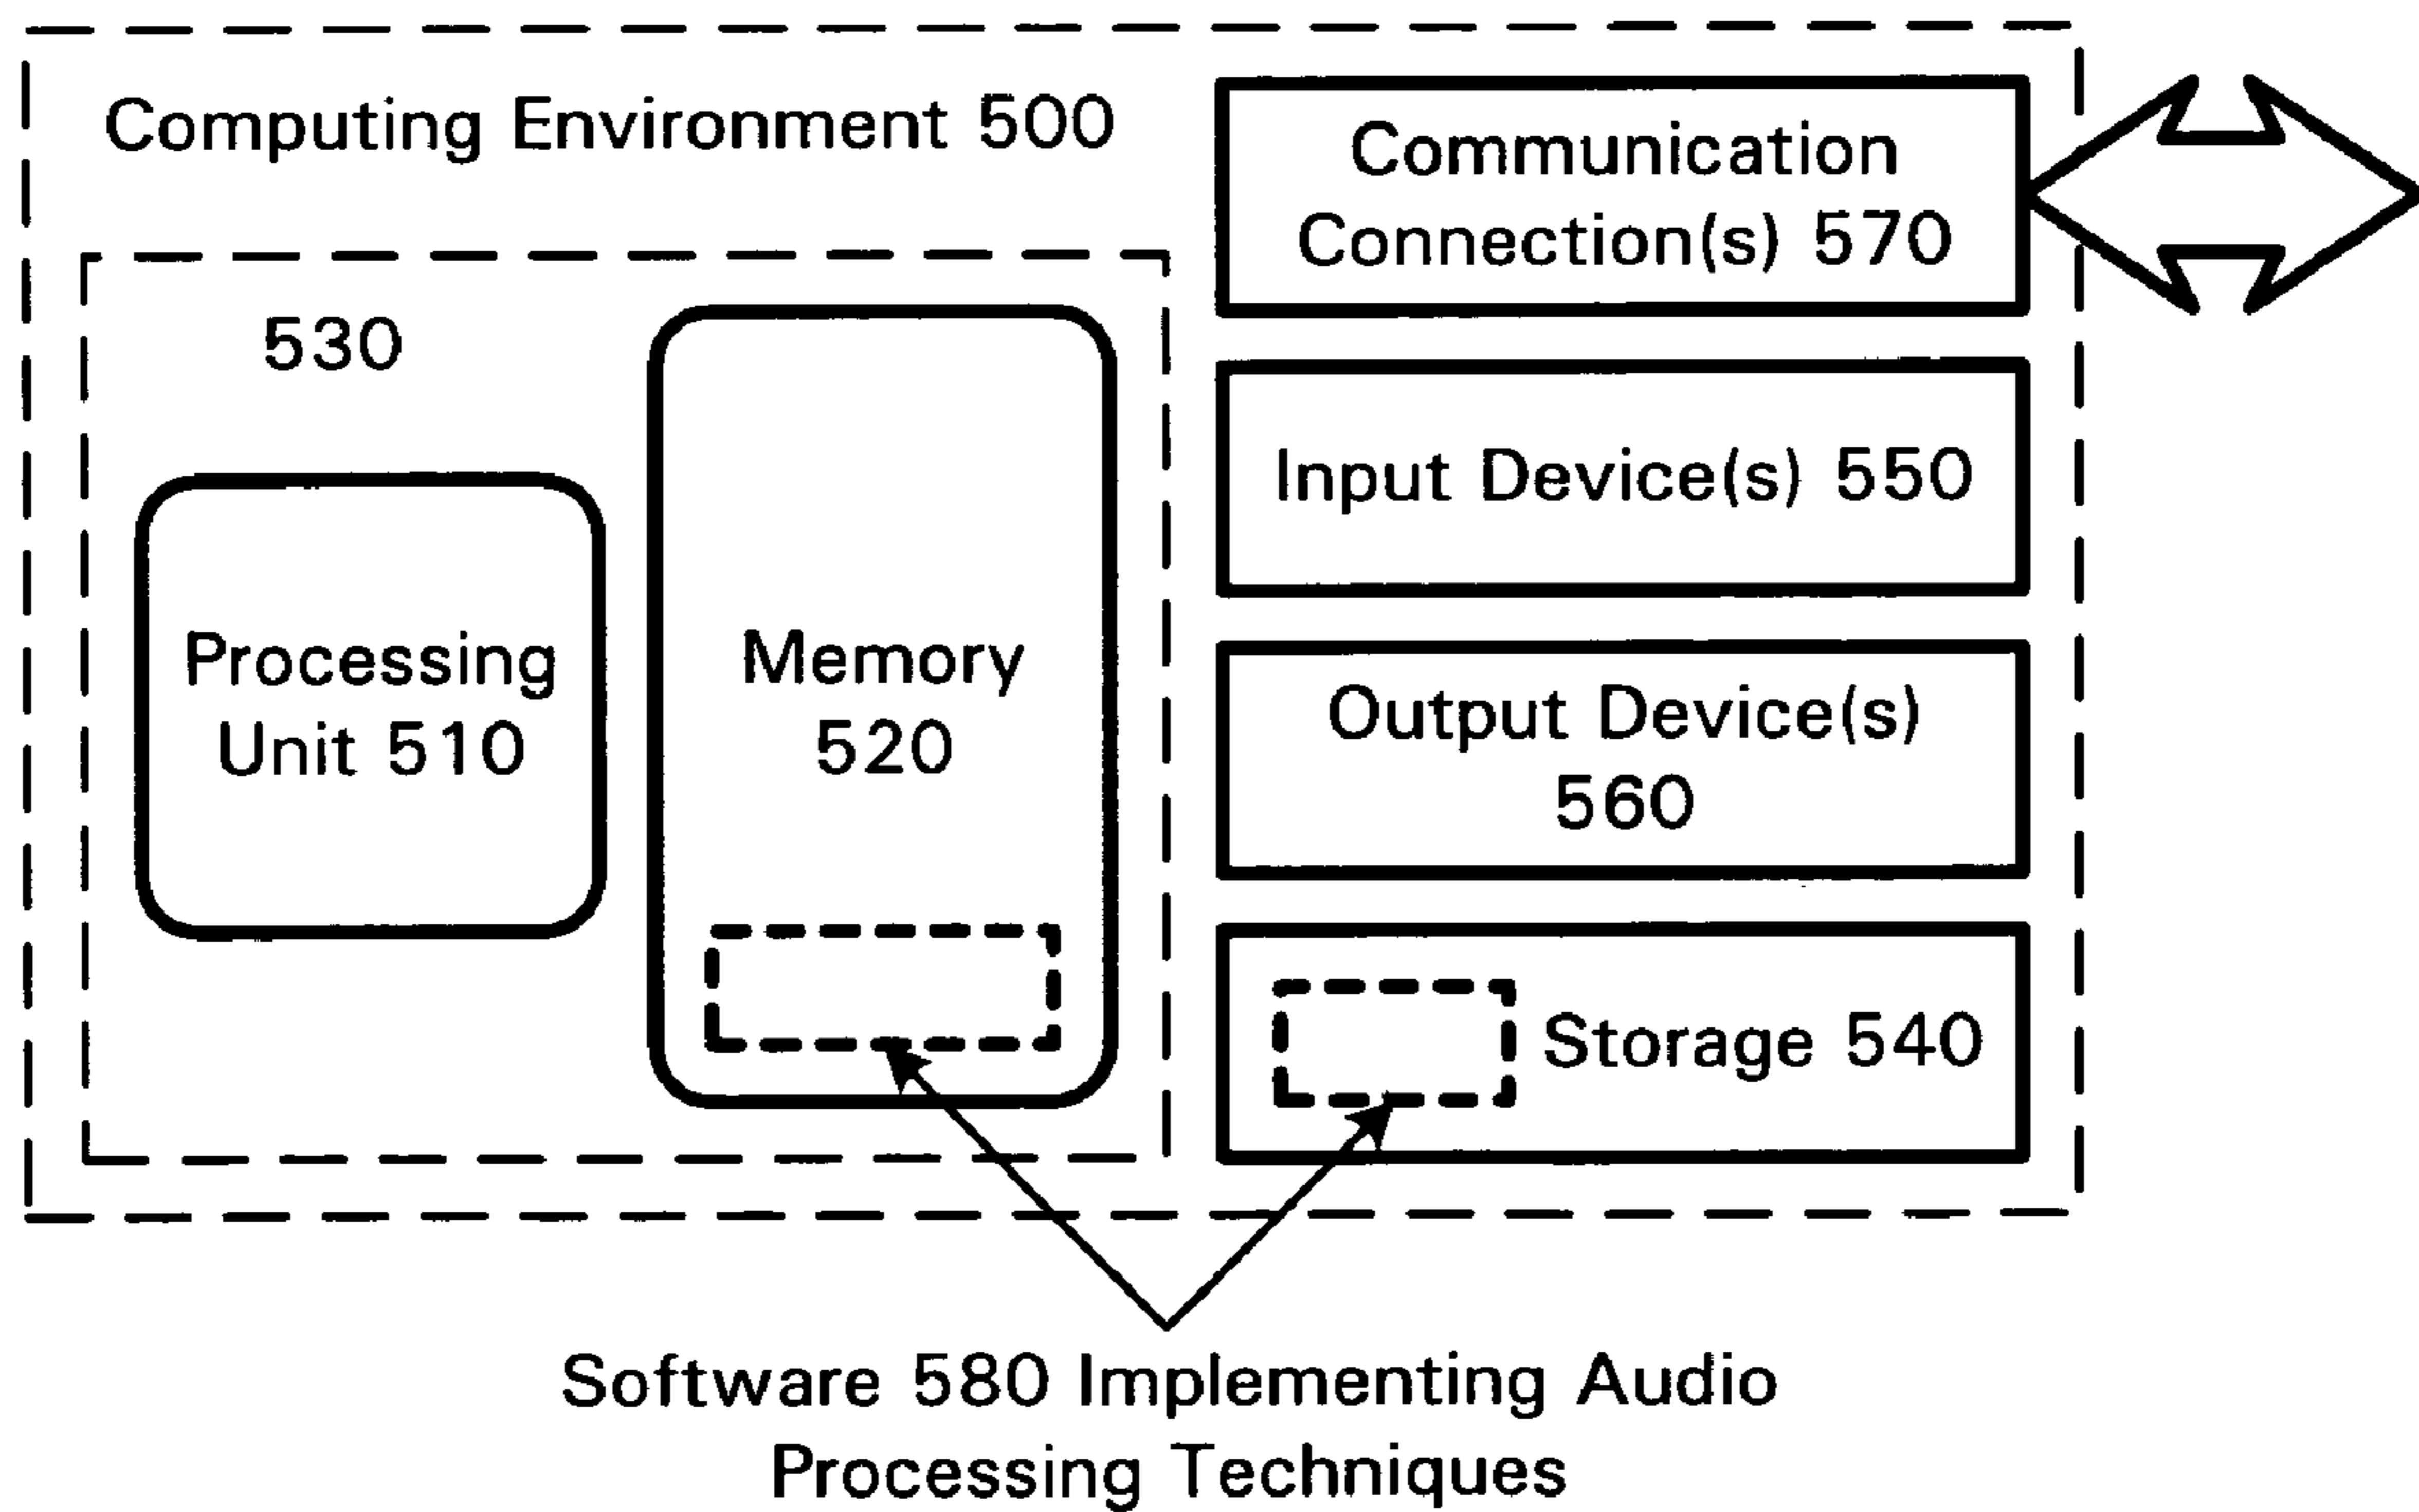 Computing Environment 500
Communication
Connection(s) 570
530
Input Device(s) 550
Processing
Unit 510
Memory
520
Output Device(s)
560
Storage 540
Software 580 Implementing Audio
Processing Techniques